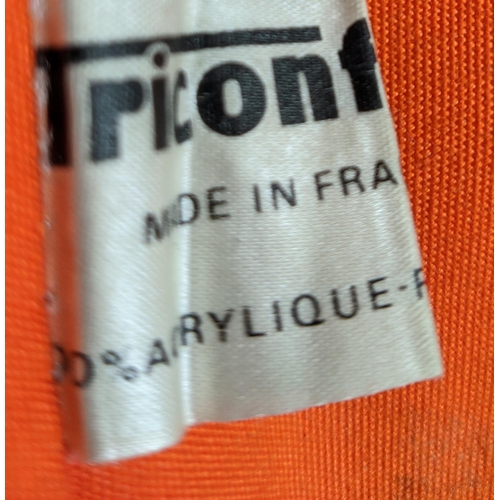 Triconf
MADE IN FRA
00% ACRYLIQUE-F